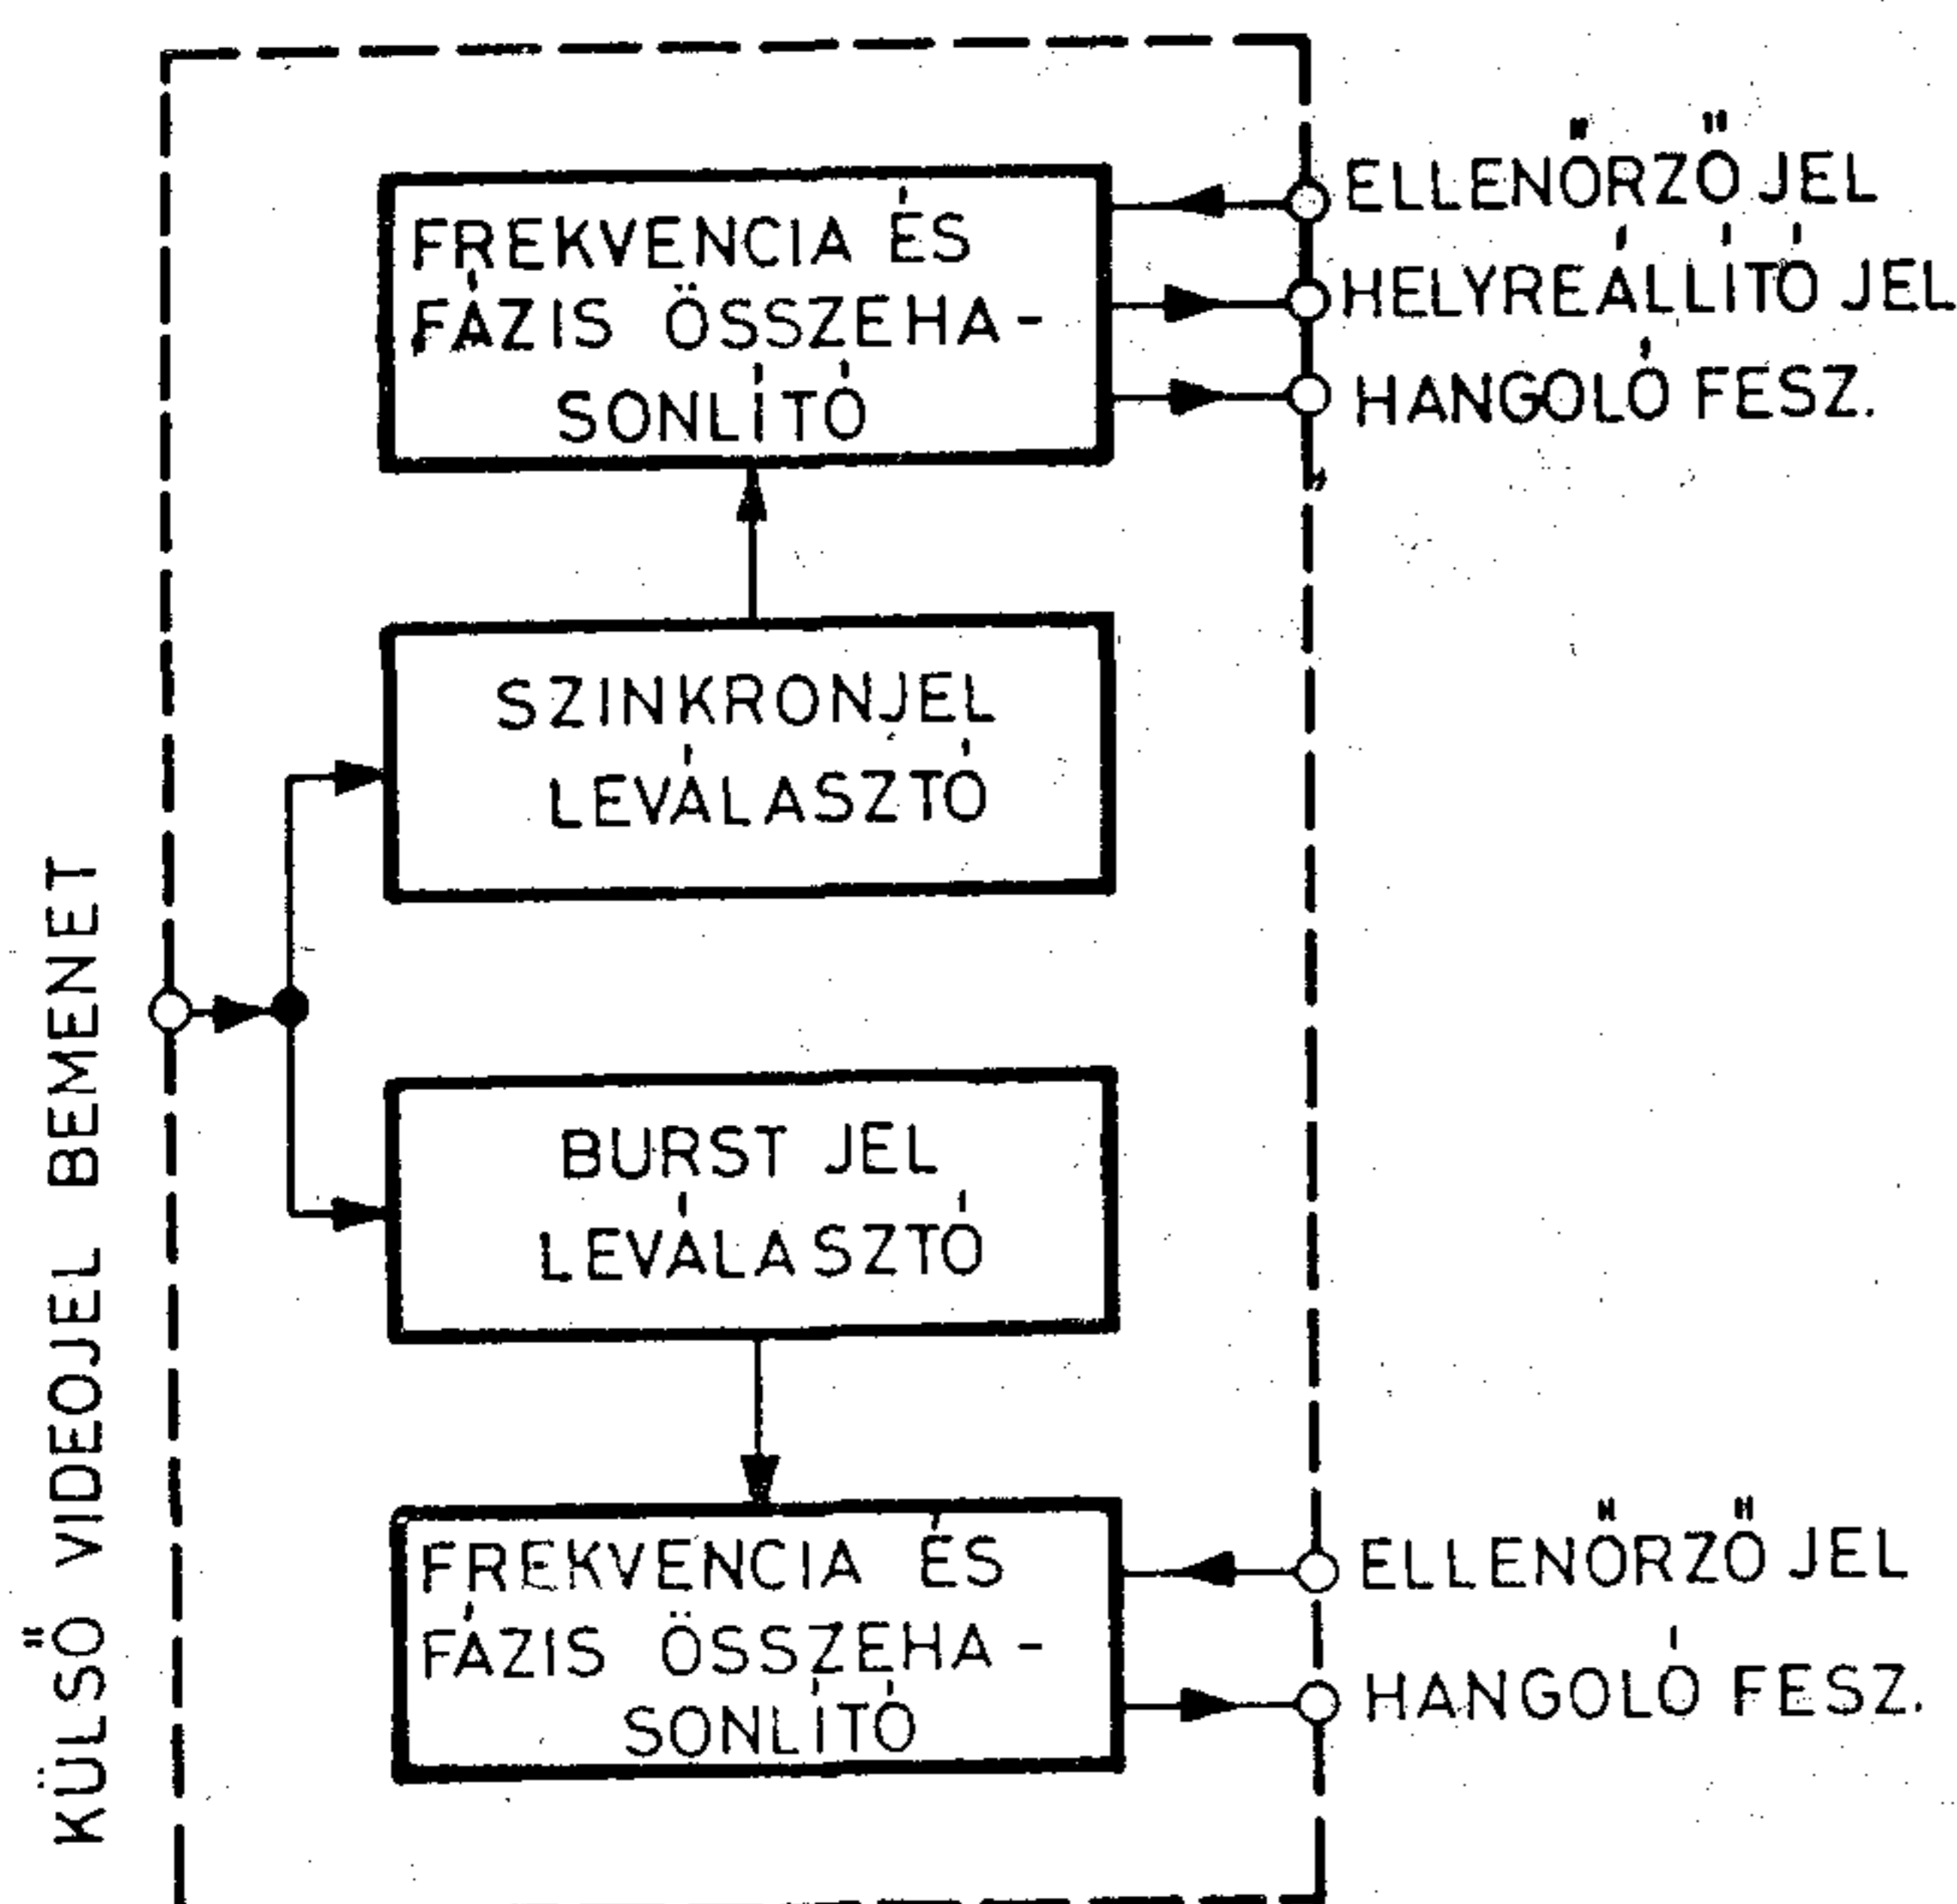 FREKVENCIA ÉS
FÁZIS ÖSSZEHA-
SONLÍTÓ
ELLENŐRZŐ JEL
HELYREÁLLÍTÓ JEL
HANGOLÓ FESZ.
SZINKRONJEL
LEVÁLASZTÓ
KÜLSŐ VIDEOJEL BEMENET
BURST JEL
LEVÁLASZTÓ
FREKVENCIA ÉS
FÁZIS ÖSSZEHA-
SONLÍTÓ
ELLENŐRZŐ JEL
HANGOLÓ FESZ.